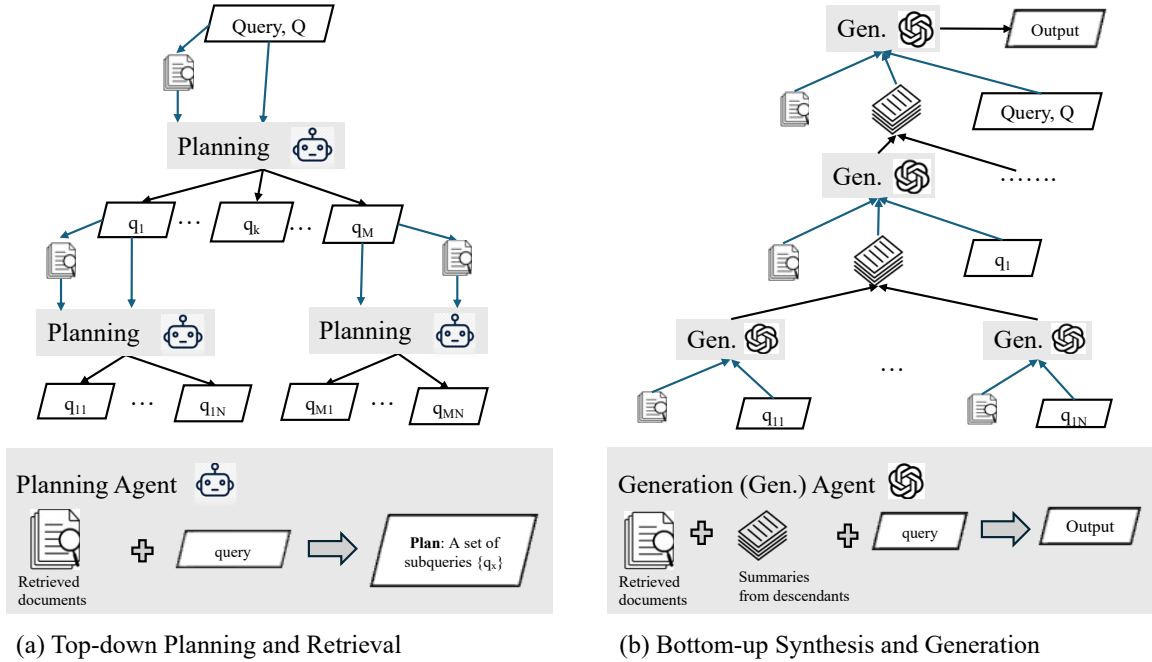 Query, Q
Planning
q1 ... qk ... qM
Planning
Planning
q11 ... q1N
qM1 ... qMN
Planning Agent
Retrieved
documents
query
Plan: A set of
subqueries {qx}
(a) Top-down Planning and Retrieval
Gen.
Output
Query, Q
Gen.
........
q1
Gen.
Gen.
...
q11
q1N
Generation (Gen.) Agent
Retrieved
documents
Summaries
from descendants
query
Output
(b) Bottom-up Synthesis and Generation